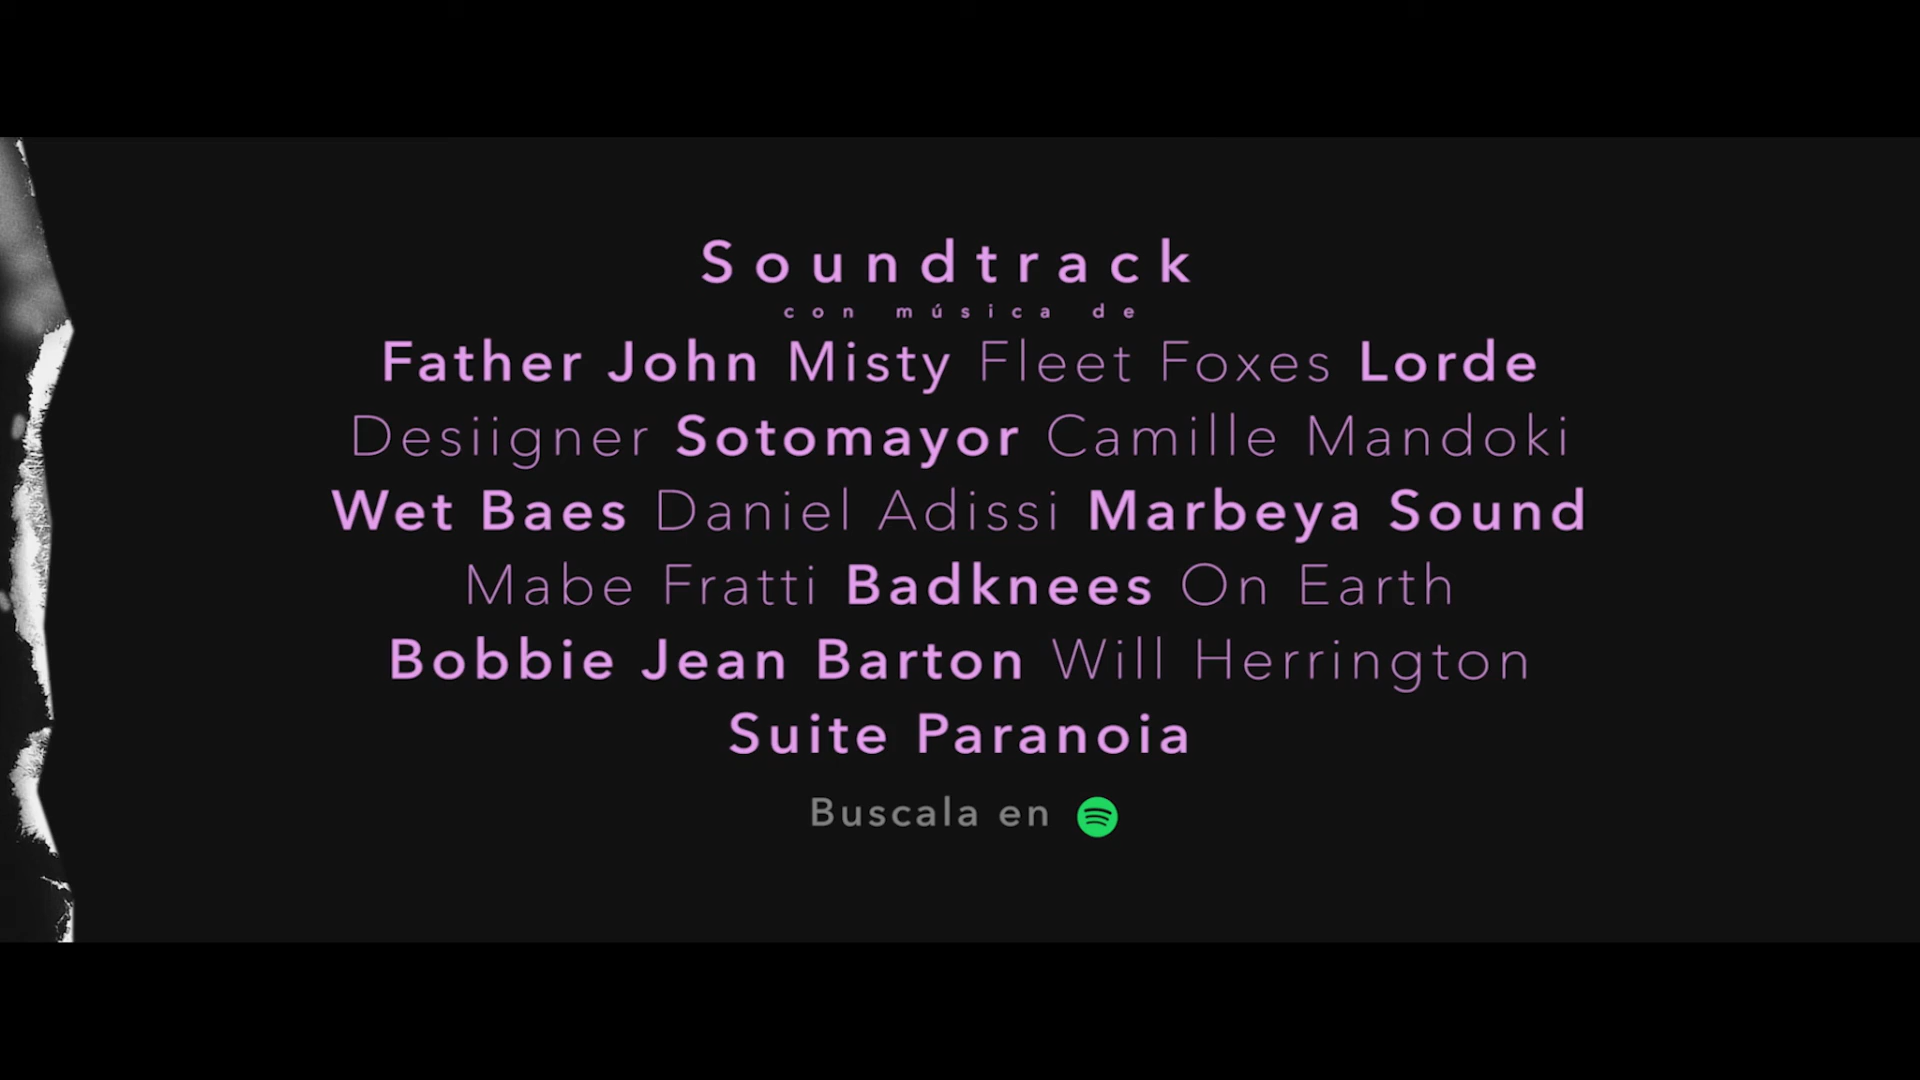 Soundtrack
con música de
Father John Misty Fleet Foxes Lorde
Desiigner Sotomayor Camille Mandoki
Wet Baes Daniel Adissi Marbeya Sound
Mabe Fratti Badknees On Earth
Bobbie Jean Barton Will Herrington
Suite Paranoia
Buscala en